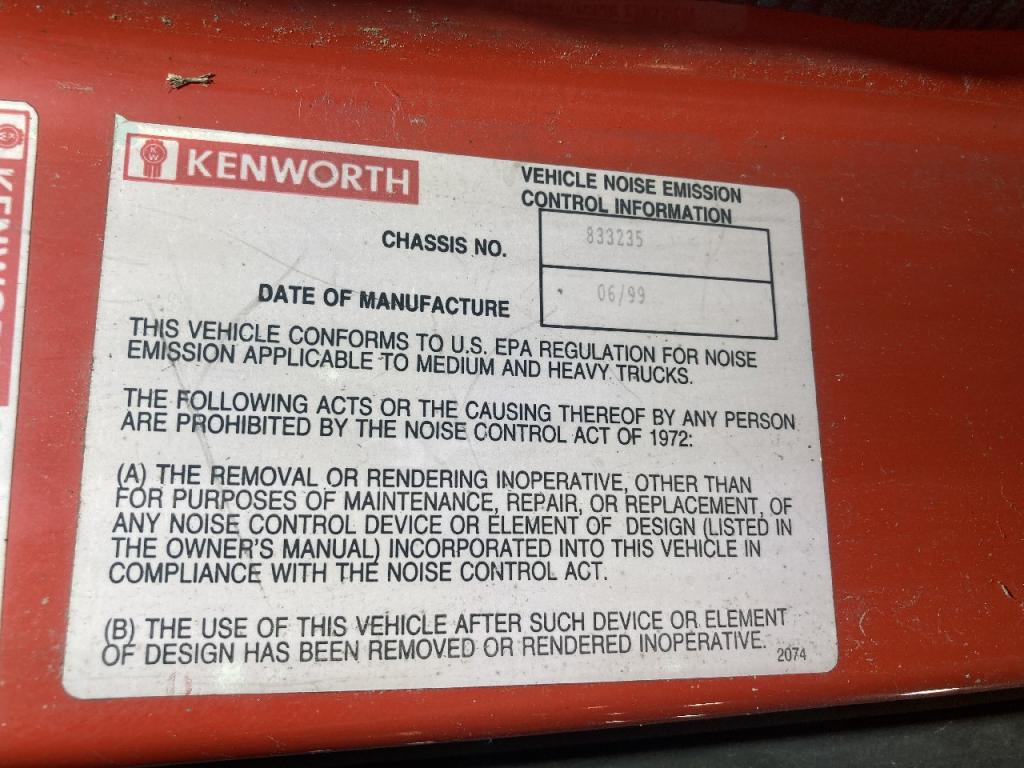 KENWORTH
VEHICLE NOISE EMISSION
CONTROL INFORMATION
CHASSIS NO. 833235
DATE OF MANUFACTURE 06/99
THIS VEHICLE CONFORMS TO U.S. EPA REGULATION FOR NOISE
EMISSION APPLICABLE TO MEDIUM AND HEAVY TRUCKS.
THE FOLLOWING ACTS OR THE CAUSING THEREOF BY ANY PERSON
ARE PROHIBITED BY THE NOISE CONTROL ACT OF 1972:
(A) THE REMOVAL OR RENDERING INOPERATIVE, OTHER THAN
FOR PURPOSES OF MAINTENANCE, REPAIR, OR REPLACEMENT, OF
ANY NOISE CONTROL DEVICE OR ELEMENT OF DESIGN (LISTED IN
THE OWNER'S MANUAL) INCORPORATED INTO THIS VEHICLE IN
COMPLIANCE WITH THE NOISE CONTROL ACT.
(B) THE USE OF THIS VEHICLE AFTER SUCH DEVICE OR ELEMENT
OF DESIGN HAS BEEN REMOVED OR RENDERED INOPERATIVE.
2074